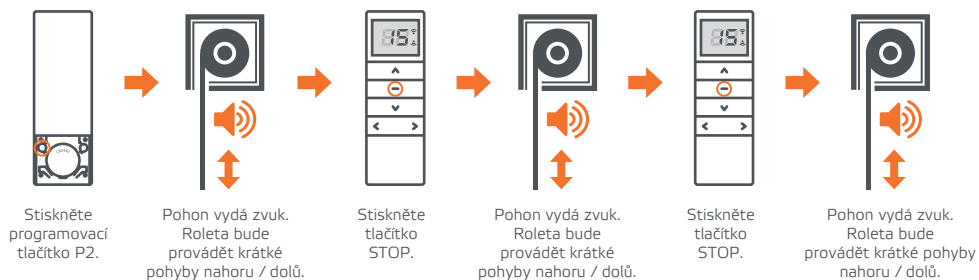 15
15
Stiskněte
programovací
tlačítko P2.
Pohon vydá zvuk.
Roleta bude
provádět krátké
pohyby nahoru / dolů.
Stiskněte
tlačítko
STOP.
Pohon vydá zvuk.
Roleta bude
provádět krátké
pohyby nahoru / dolů.
Stiskněte
tlačítko
STOP.
Pohon vydá zvuk.
Roleta bude
provádět krátké pohyby
nahoru / dolů.